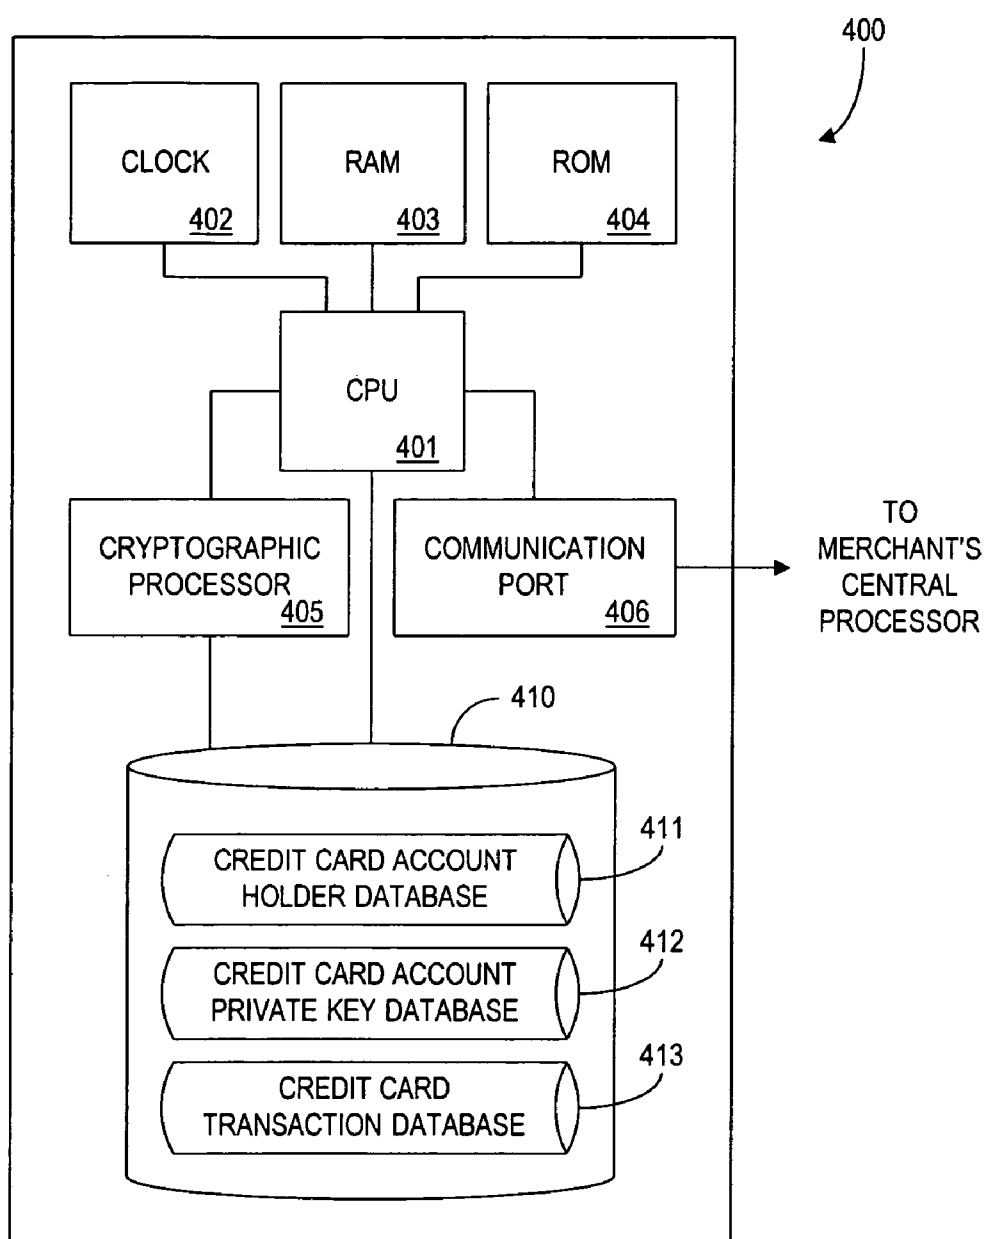 400
CLOCK
402
RAM
403
ROM
404
CPU
401
CRYPTOGRAPHIC
PROCESSOR
405
COMMUNICATION
PORT
406
TO
MERCHANT'S
CENTRAL
PROCESSOR
410
CREDIT CARD ACCOUNT
HOLDER DATABASE
411
CREDIT CARD ACCOUNT
PRIVATE KEY DATABASE
412
CREDIT CARD
TRANSACTION DATABASE
413